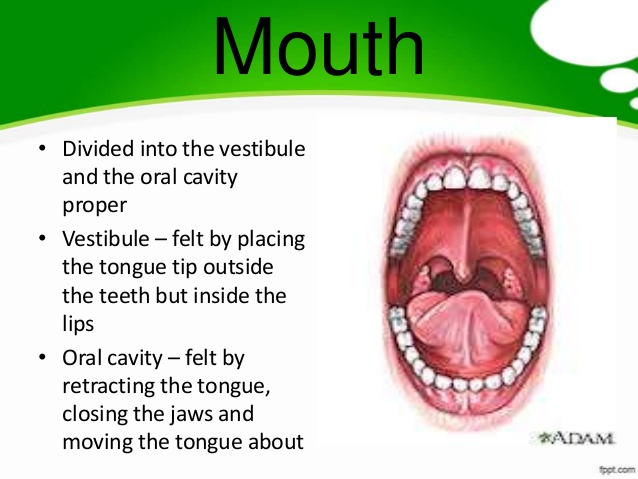 Mouth
• Divided into the vestibule
and the oral cavity
proper
• Vestibule – felt by placing
the tongue tip outside
the teeth but inside the
lips
• Oral cavity – felt by
retracting the tongue,
closing the jaws and
moving the tongue about
ADAM
fppt.com